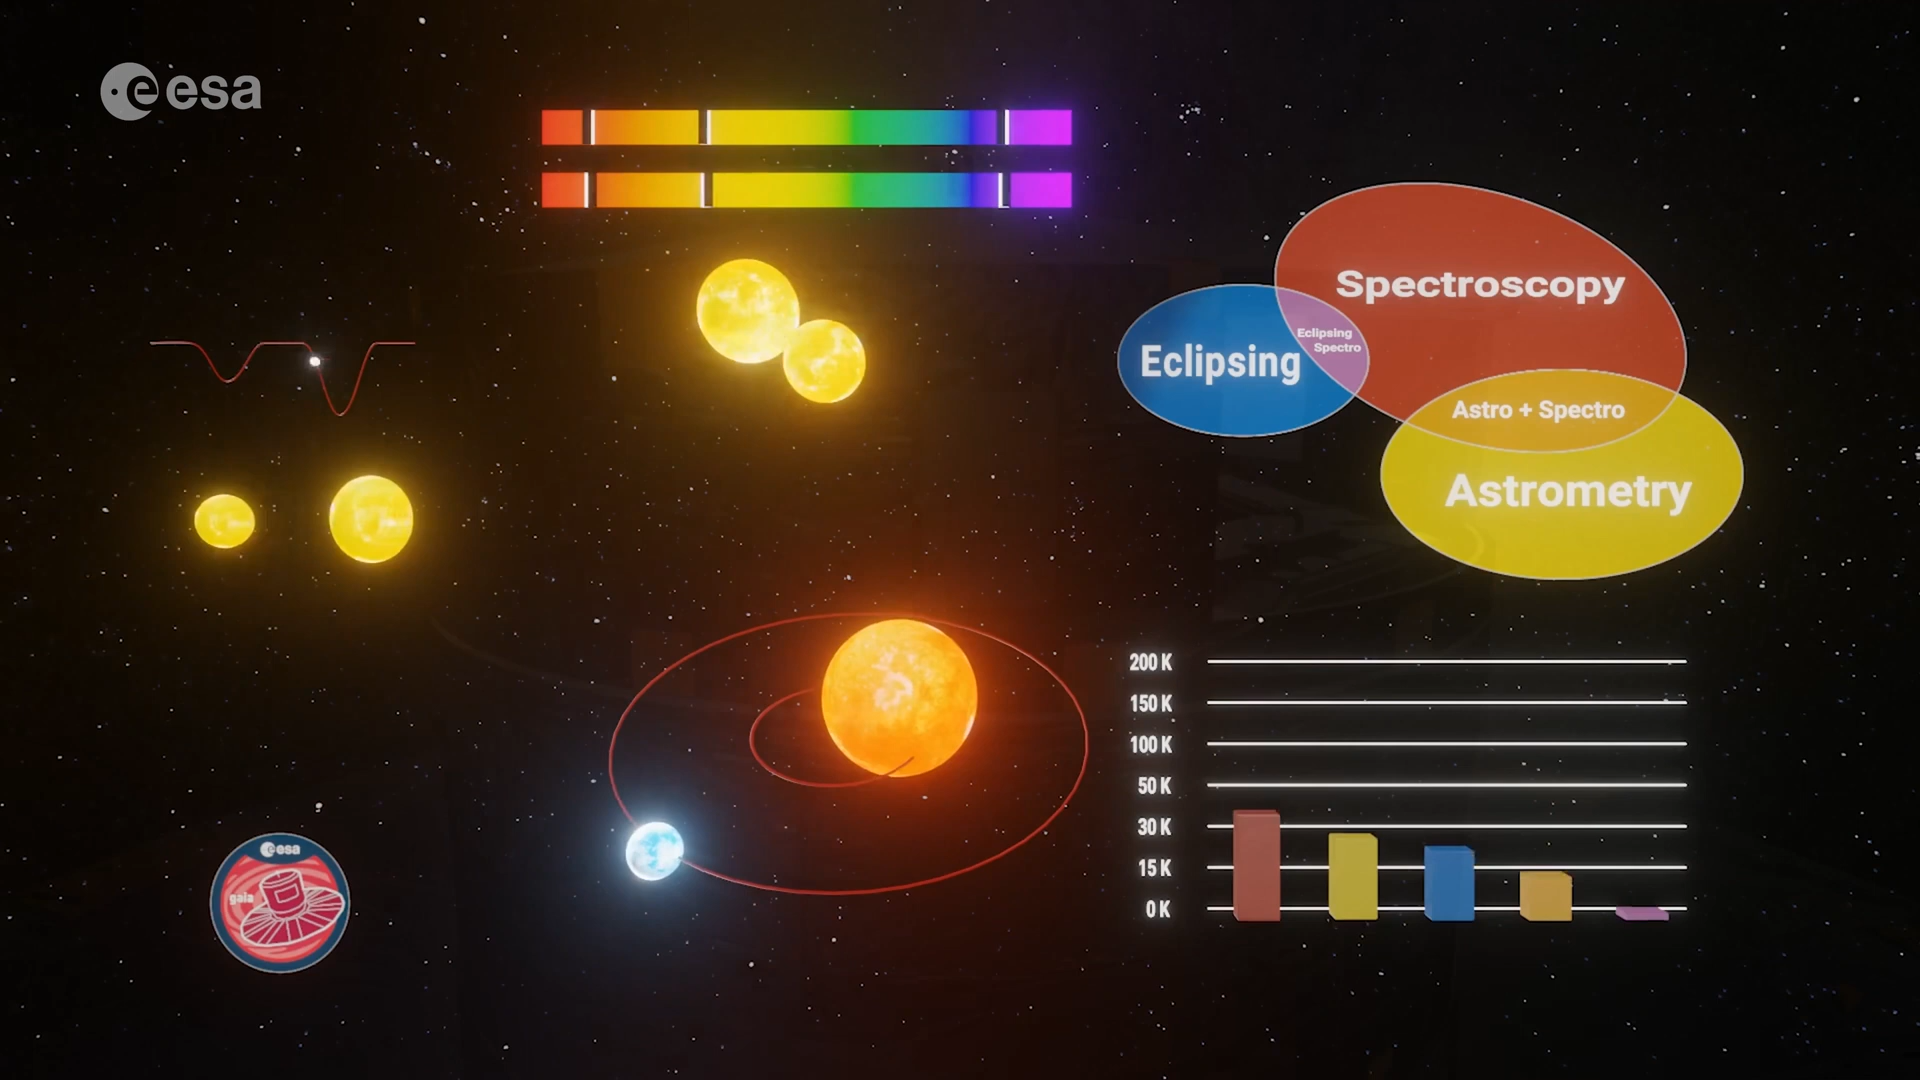 esa
Spectroscopy
Eclipsing
Spectro
Eclipsing
Astro + Spectro
Astrometry
200 K
150 K
100 K
50 K
30 K
15 K
0 K
esa
gaia